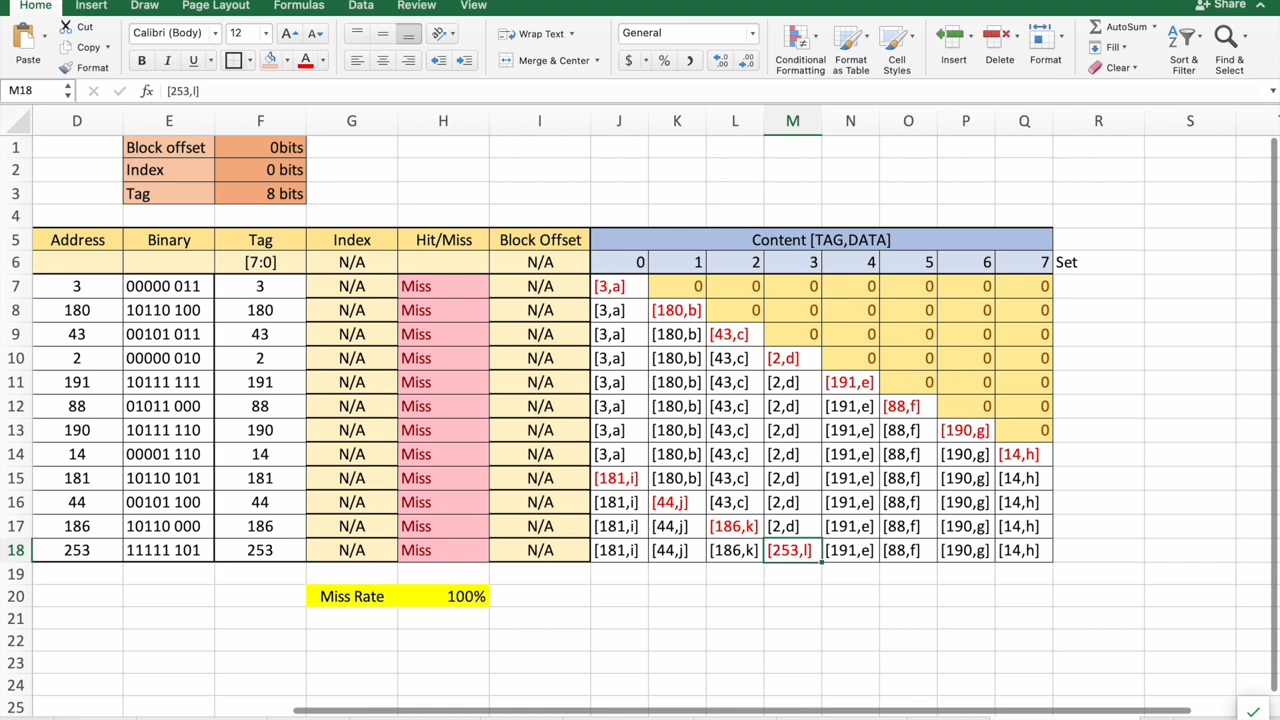 Home Insert Draw Page Layout Formulas Data Review View Share
Paste Cut Calibri (Body) 12 A A Wrap Text General Conditional Formatting Format as Table Cell Styles Insert Delete Format AutoSum Sort & Filter Find & Select
Copy Fill
Format B I U A Merge & Center $ % Clear
M18 fx [253,l]
D E F G H I J K L M N O P Q R S
1 Block offset 0bits
2 Index 0 bits
3 Tag 8 bits
4
5 Address Binary Tag Index Hit/Miss Block Offset Content [TAG,DATA]
6 [7:0] N/A N/A 0 1 2 3 4 5 6 7 Set
7 3 00000 011 3 N/A Miss N/A [3,a] 0 0 0 0 0 0 0
8 180 10110 100 180 N/A Miss N/A [3,a] [180,b] 0 0 0 0 0 0
9 43 00101 011 43 N/A Miss N/A [3,a] [180,b] [43,c] 0 0 0 0 0
10 2 00000 010 2 N/A Miss N/A [3,a] [180,b] [43,c] [2,d] 0 0 0 0
11 191 10111 111 191 N/A Miss N/A [3,a] [180,b] [43,c] [2,d] [191,e] 0 0 0
12 88 01011 000 88 N/A Miss N/A [3,a] [180,b] [43,c] [2,d] [191,e] [88,f] 0 0
13 190 10111 110 190 N/A Miss N/A [3,a] [180,b] [43,c] [2,d] [191,e] [88,f] [190,g] 0
14 14 00001 110 14 N/A Miss N/A [3,a] [180,b] [43,c] [2,d] [191,e] [88,f] [190,g] [14,h]
15 181 10110 101 181 N/A Miss N/A [181,i] [180,b] [43,c] [2,d] [191,e] [88,f] [190,g] [14,h]
16 44 00101 100 44 N/A Miss N/A [181,i] [44,j] [43,c] [2,d] [191,e] [88,f] [190,g] [14,h]
17 186 10110 000 186 N/A Miss N/A [181,i] [44,j] [186,k] [2,d] [191,e] [88,f] [190,g] [14,h]
18 253 11111 101 253 N/A Miss N/A [181,i] [44,j] [186,k] [253,l] [191,e] [88,f] [190,g] [14,h]
19
20 Miss Rate 100%
21
22
23
24
25